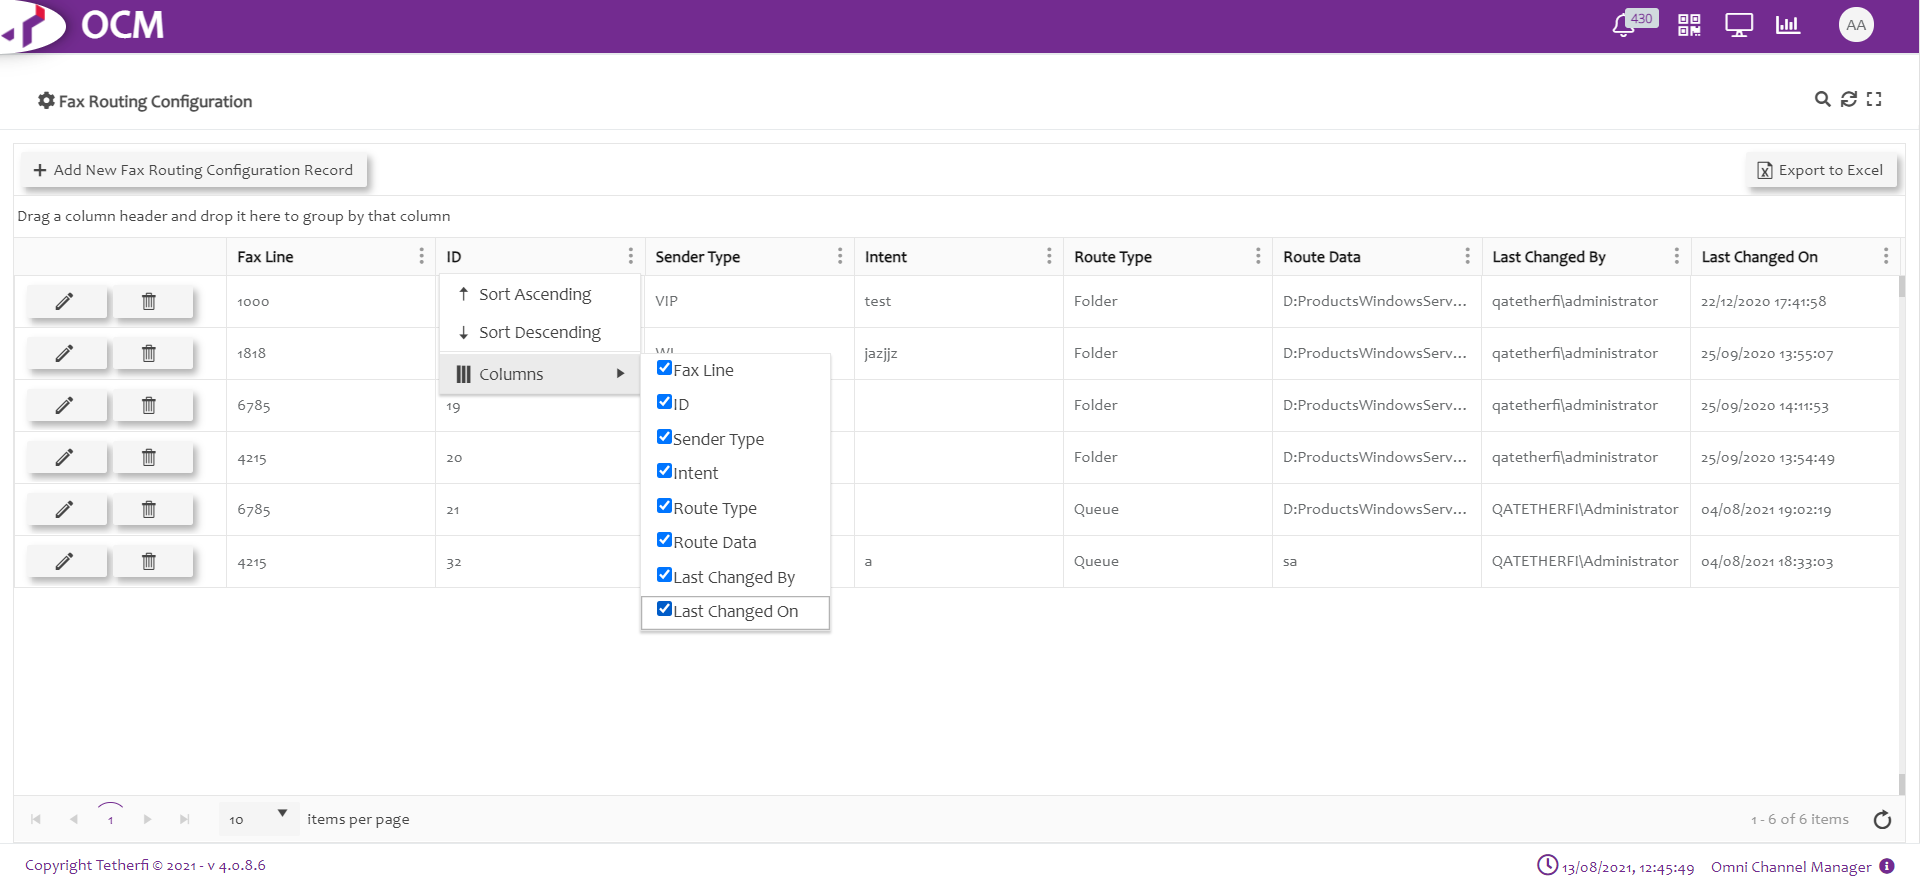 OCM
430
AA
Fax Routing Configuration
Add New Fax Routing Configuration Record
Export to Excel
Drag a column header and drop it here to group by that column
Fax Line ID Sender Type Intent Route Type Route Data Last Changed By Last Changed On
1000 VIP test Folder D:ProductsWindowsServ... qatetherfi\administrator 22/12/2020 17:41:58
1818 jazjjz Folder D:ProductsWindowsServ... qatetherfi\administrator 25/09/2020 13:55:07
6785 19 Folder D:ProductsWindowsServ... qatetherfi\administrator 25/09/2020 14:11:53
4215 20 Folder D:ProductsWindowsServ... qatetherfi\administrator 25/09/2020 13:54:49
6785 21 Queue D:ProductsWindowsServ... QATETHERFI\Administrator 04/08/2021 19:02:19
4215 32 a Queue sa QATETHERFI\Administrator 04/08/2021 18:33:03
Sort Ascending
Sort Descending
Columns
Fax Line
ID
Sender Type
Intent
Route Type
Route Data
Last Changed By
Last Changed On
1
10
items per page
1 - 6 of 6 items
Copyright Tetherfi © 2021 - v 4.0.8.6
13/08/2021, 12:45:49
Omni Channel Manager